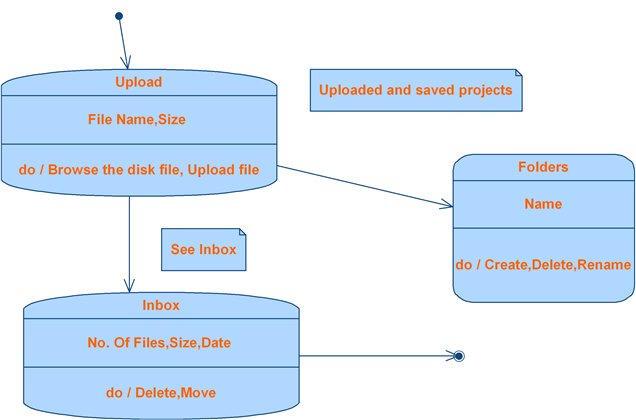 Upload
File Name,Size
do / Browse the disk file, Upload file
Uploaded and saved projects
Folders
Name
do / Create,Delete,Rename
See Inbox
Inbox
No. Of Files,Size,Date
do / Delete,Move